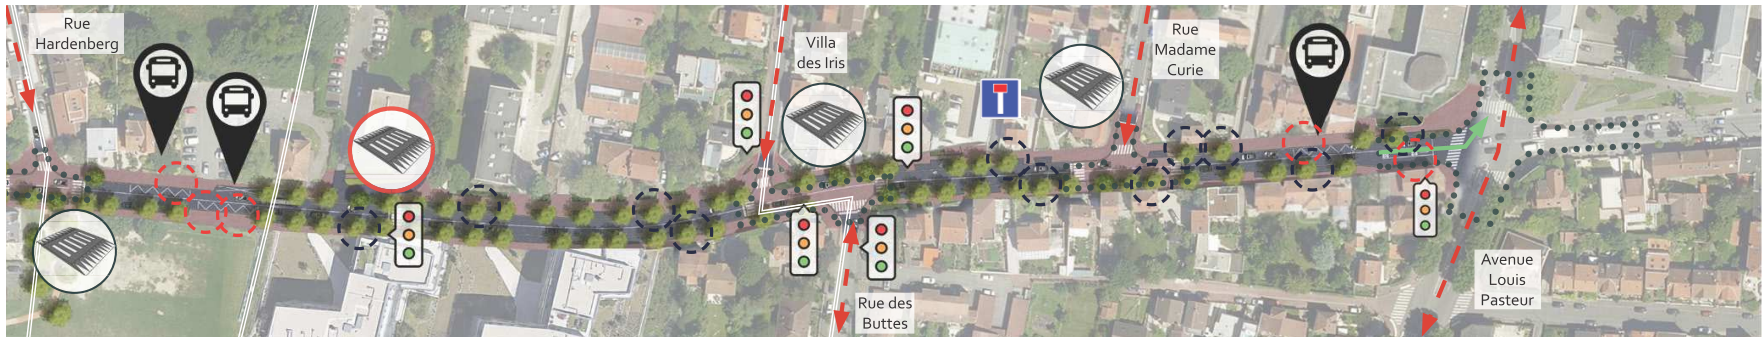 Rue
Hardenberg
Villa
des Iris
Rue
Madame
Curie
Rue des
Buttes
Avenue
Louis
Pasteur